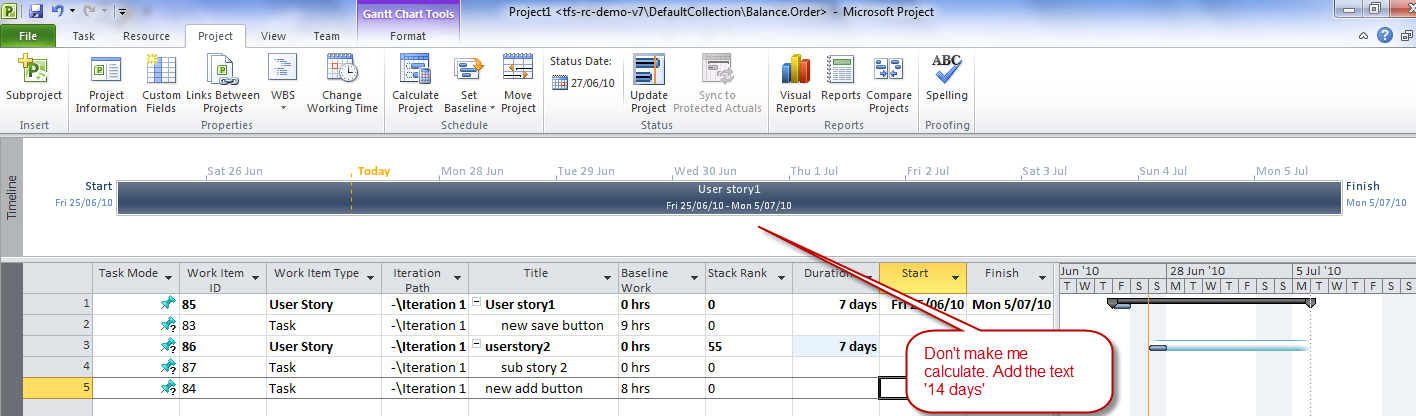 Gantt Chart Tools
Project1 <tfs-rc-demo-v7\DefaultCollection\Balance.Order> - Microsoft Project
File Task Resource Project View Team Format
Subproject
Project Information
Custom Fields
Links Between Projects
WBS
Change Working Time
Calculate Project
Set Baseline
Move Project
Status Date:
27/06/10
Update Project
Sync to Protected Actuals
Visual Reports
Reports
Compare Projects
ABC
Spelling
Insert Properties Schedule Status Reports Proofing
Timeline
Sat 26 Jun Today Mon 28 Jun Tue 29 Jun Wed 30 Jun Thu 1 Jul Fri 2 Jul Sat 3 Jul Sun 4 Jul Mon 5 Jul
Start
Fri 25/06/10
User story1
Fri 25/06/10 - Mon 5/07/10
Finish
Mon 5/07/10
Task Mode Work Item ID Work Item Type Iteration Path Title Baseline Work Stack Rank Duration Start Finish
Jun '10 28 Jun '10 5 Jul '10
T W T F S S M T W T F S S M T W T F S
1 85 User Story -\Iteration 1 User story1 0 hrs 0 7 days Fri 25/06/10 Mon 5/07/10
2 83 Task -\Iteration 1 new save button 9 hrs 0
3 86 User Story -\Iteration 1 userstory2 0 hrs 55 7 days
4 87 Task -\Iteration 1 sub story 2 0 hrs 0
5 84 Task -\Iteration 1 new add button 8 hrs 0
Don't make me
calculate. Add the text
'14 days'